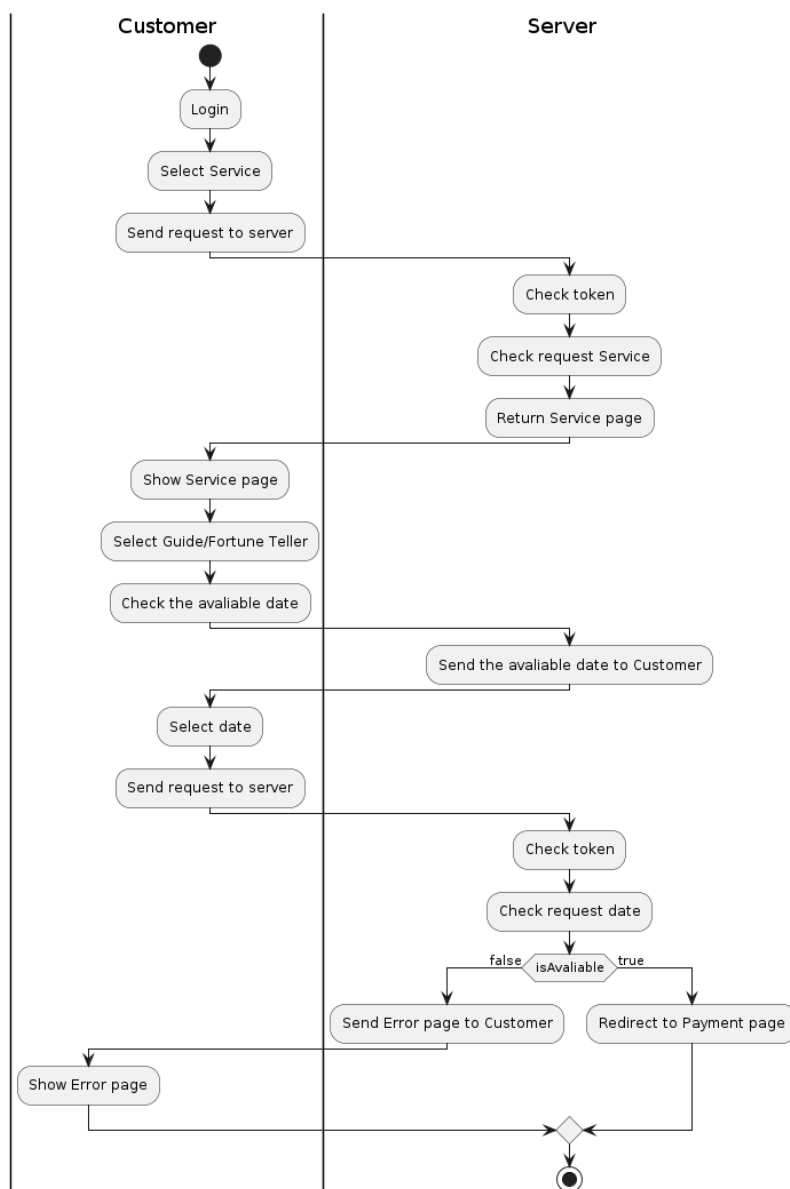 Customer
Server
Login
Select Service
Send request to server
Check token
Check request Service
Return Service page
Show Service page
Select Guide/Fortune Teller
Check the avaliable date
Send the avaliable date to Customer
Select date
Send request to server
Check token
Check request date
false
isAvaliable
true
Send Error page to Customer
Redirect to Payment page
Show Error page